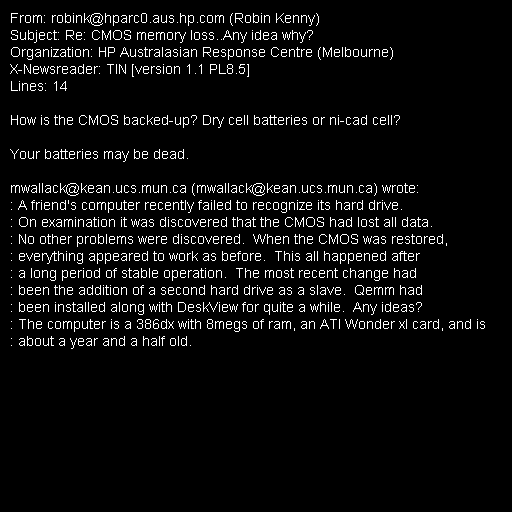 From: robink@hparc0.aus.hp.com (Robin Kenny)
Subject: Re: CMOS memory loss..Any idea why?
Organization: HP Australasian Response Centre (Melbourne)
X-Newsreader: TIN [version 1.1 PL8.5]
Lines: 14

How is the CMOS backed-up? Dry cell batteries or ni-cad cell?

Your batteries may be dead.

mwallack@kean.ucs.mun.ca (mwallack@kean.ucs.mun.ca) wrote:
: A friend's computer recently failed to recognize its hard drive.
: On examination it was discovered that the CMOS had lost all data.
: No other problems were discovered.  When the CMOS was restored,
: everything appeared to work as before.  This all happened after
: a long period of stable operation.  The most recent change had
: been the addition of a second hard drive as a slave.  Qemm had
: been installed along with DeskView for quite a while.  Any ideas?
: The computer is a 386dx with 8megs of ram, an ATI Wonder xl card, and is
: about a year and a half old.